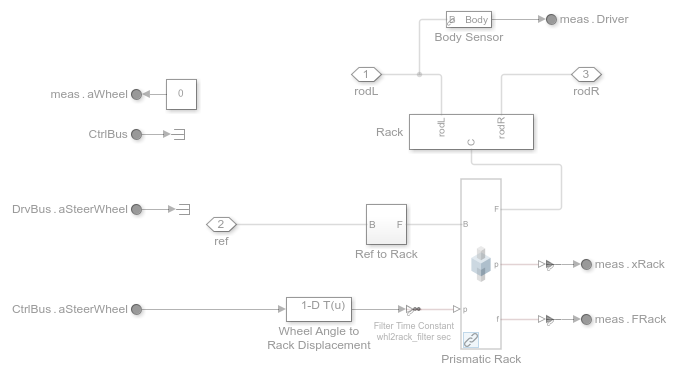 B Body
meas.Driver
Body Sensor
1
rodL
3
rodR
meas.aWheel
0
CtrlBus
Rack
rodL
rodR
C
DrvBus.aSteerWheel
2
ref
B F
Ref to Rack
F
B
p
meas.xRack
CtrlBus.aSteerWheel
1-D T(u)
Wheel Angle to
Rack Displacement
Filter Time Constant
whl2rack_filter sec
p
f
meas.FRack
Prismatic Rack